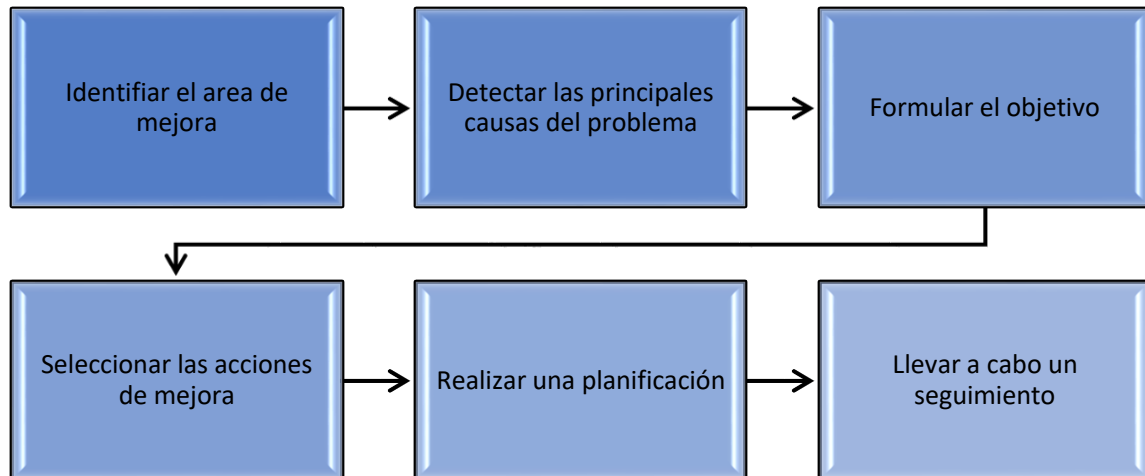 Identifiar el area de
mejora
Detectar las principales
causas del problema
Formular el objetivo
Seleccionar las acciones
de mejora
Realizar una planificación
Llevar a cabo un
seguimiento